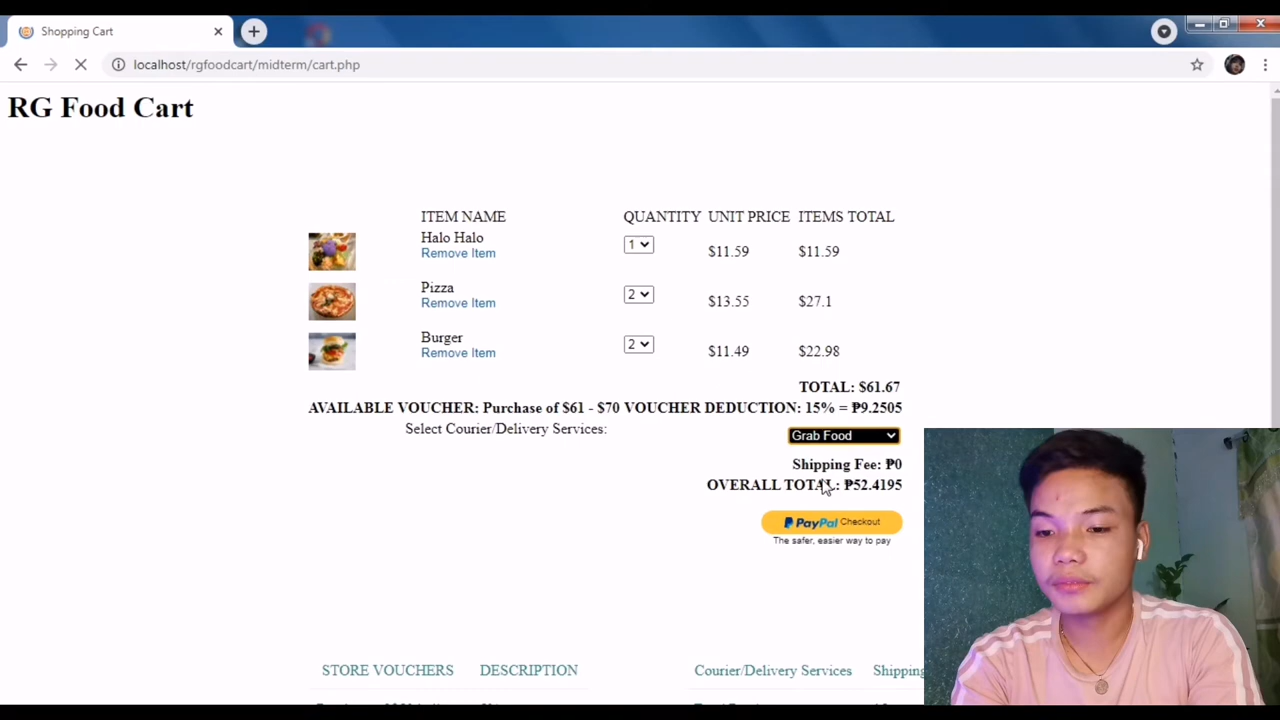 Shopping Cart
localhost/rgfoodcart/midterm/cart.php
RG Food Cart
ITEM NAME QUANTITY UNIT PRICE ITEMS TOTAL
Halo Halo
Remove Item 1 $11.59 $11.59
Pizza
Remove Item 2 $13.55 $27.1
Burger
Remove Item 2 $11.49 $22.98
TOTAL: $61.67
AVAILABLE VOUCHER: Purchase of $61 - $70 VOUCHER DEDUCTION: 15% = ₱9.2505
Select Courier/Delivery Services: Grab Food
Shipping Fee: ₱0
OVERALL TOTAL: ₱52.4195
PayPal Checkout
The safer, easier way to pay
STORE VOUCHERS DESCRIPTION Courier/Delivery Services Shipping